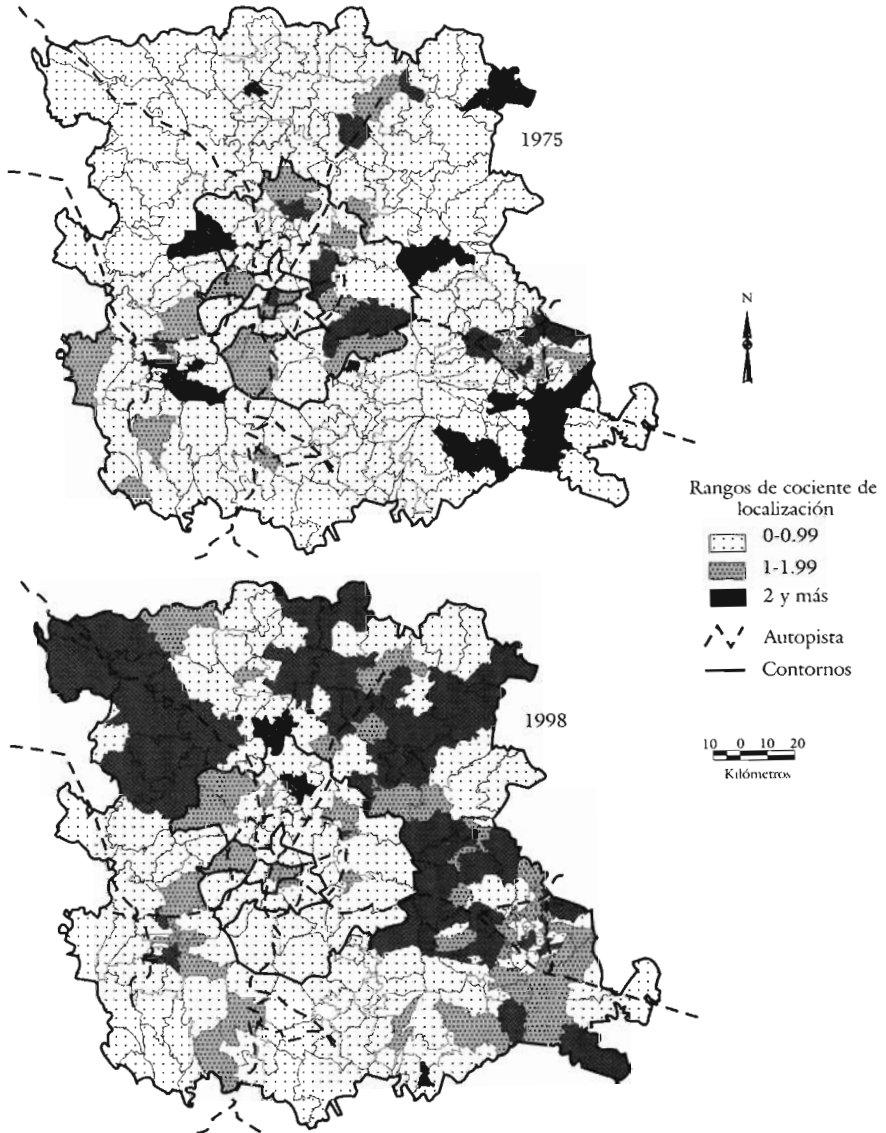 1975
N
Rangos de cociente de
localización
0-0.99
1-1.99
2 y más
Autopista
Contornos
1998
10 0 10 20
Kilómetros